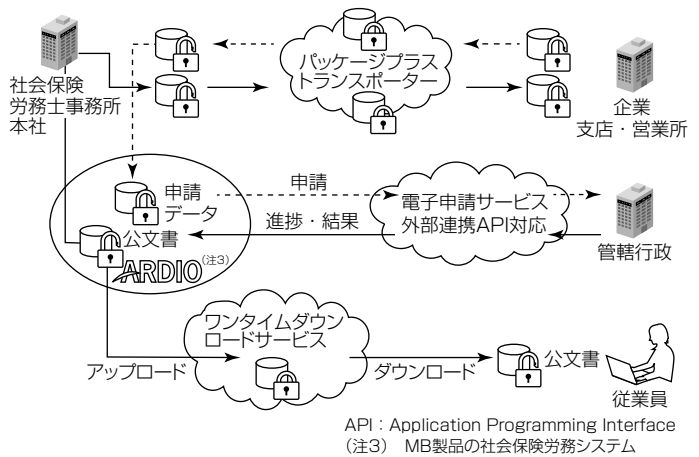 社会保険
労務士事務所
本社
パッケージプラス
トランスポーター
企業
支店・営業所
申請
データ
公文書
ARDIO(注3)
申請
進捗・結果
電子申請サービス
外部連携API対応
管轄行政
ワンタイムダウン
ロードサービス
アップロード
ダウンロード
公文書
従業員
API：Application Programming Interface
(注3)　MB製品の社会保険労務システム